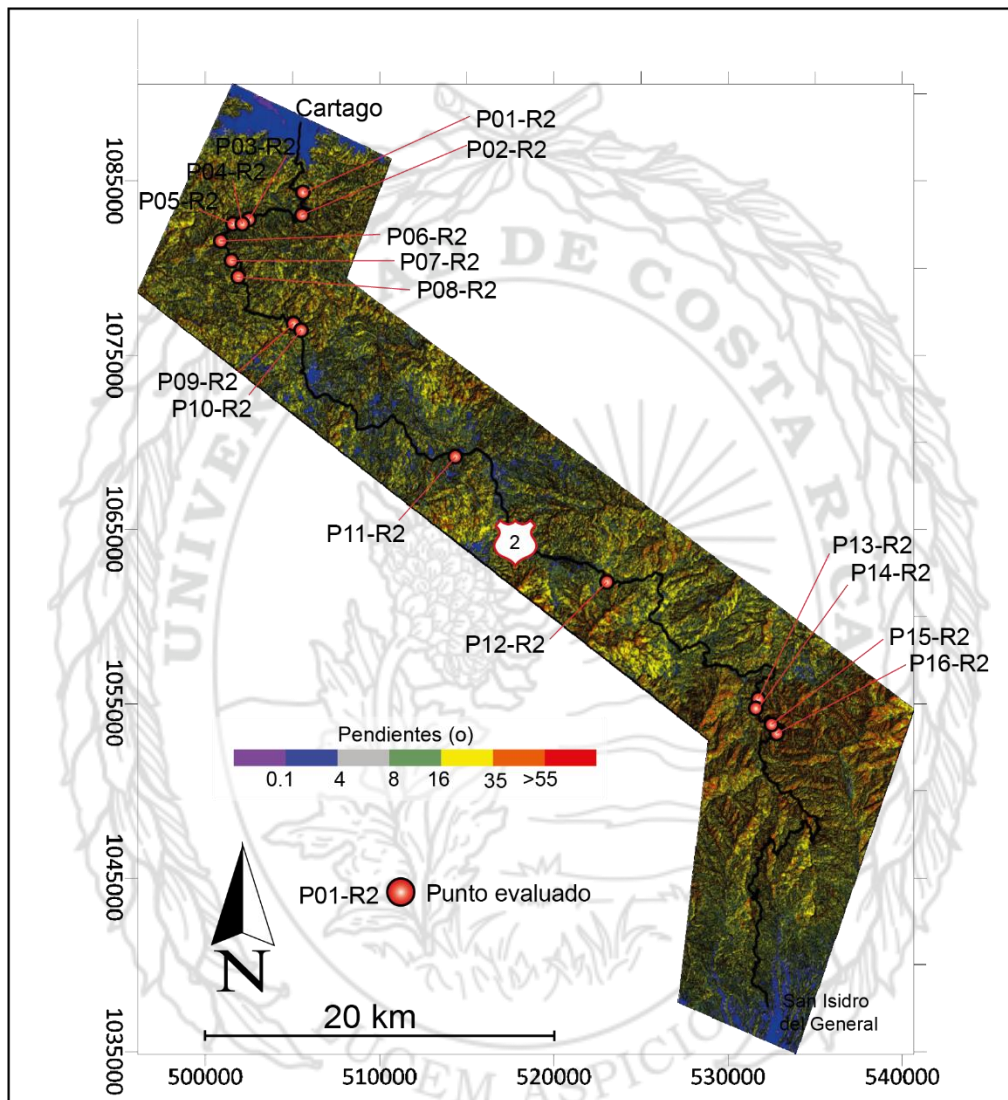 Cartago
P01-R2
P02-R2
P03-R2
P04-R2
P05-R2
P06-R2
P07-R2
P08-R2
P09-R2
P10-R2
P11-R2
2
P12-R2
P13-R2
P14-R2
P15-R2
P16-R2
Pendientes (o)
0.1 4 8 16 35 >55
P01-R2 Punto evaluado
N
20 km
San Isidro
del General
1085000
1075000
1065000
1055000
1045000
1035000
500000 510000 520000 530000 540000